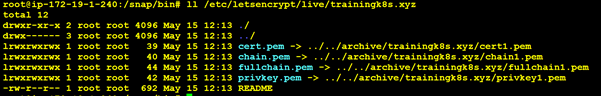 root@ip-172-19-1-240:/snap/bin# ll /etc/letsencrypt/live/trainingk8s.xyz
total 12
drwxr-xr-x 2 root root 4096 May 15 12:13 ./
drwx------ 3 root root 4096 May 15 12:13 ../
lrwxrwxrwx 1 root root   39 May 15 12:13 cert.pem -> ../../archive/trainingk8s.xyz/cert1.pem
lrwxrwxrwx 1 root root   40 May 15 12:13 chain.pem -> ../../archive/trainingk8s.xyz/chain1.pem
lrwxrwxrwx 1 root root   44 May 15 12:13 fullchain.pem -> ../../archive/trainingk8s.xyz/fullchain1.pem
lrwxrwxrwx 1 root root   42 May 15 12:13 privkey.pem -> ../../archive/trainingk8s.xyz/privkey1.pem
-rw-r--r-- 1 root root  692 May 15 12:13 README